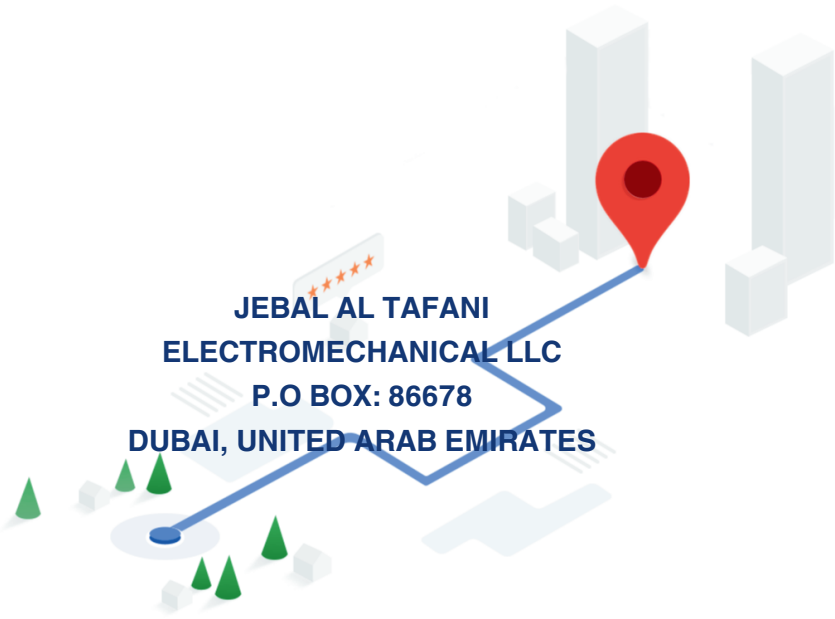 JEBAL AL TAFANI
ELECTROMECHANICAL LLC
P.O BOX: 86678
DUBAI, UNITED ARAB EMIRATES